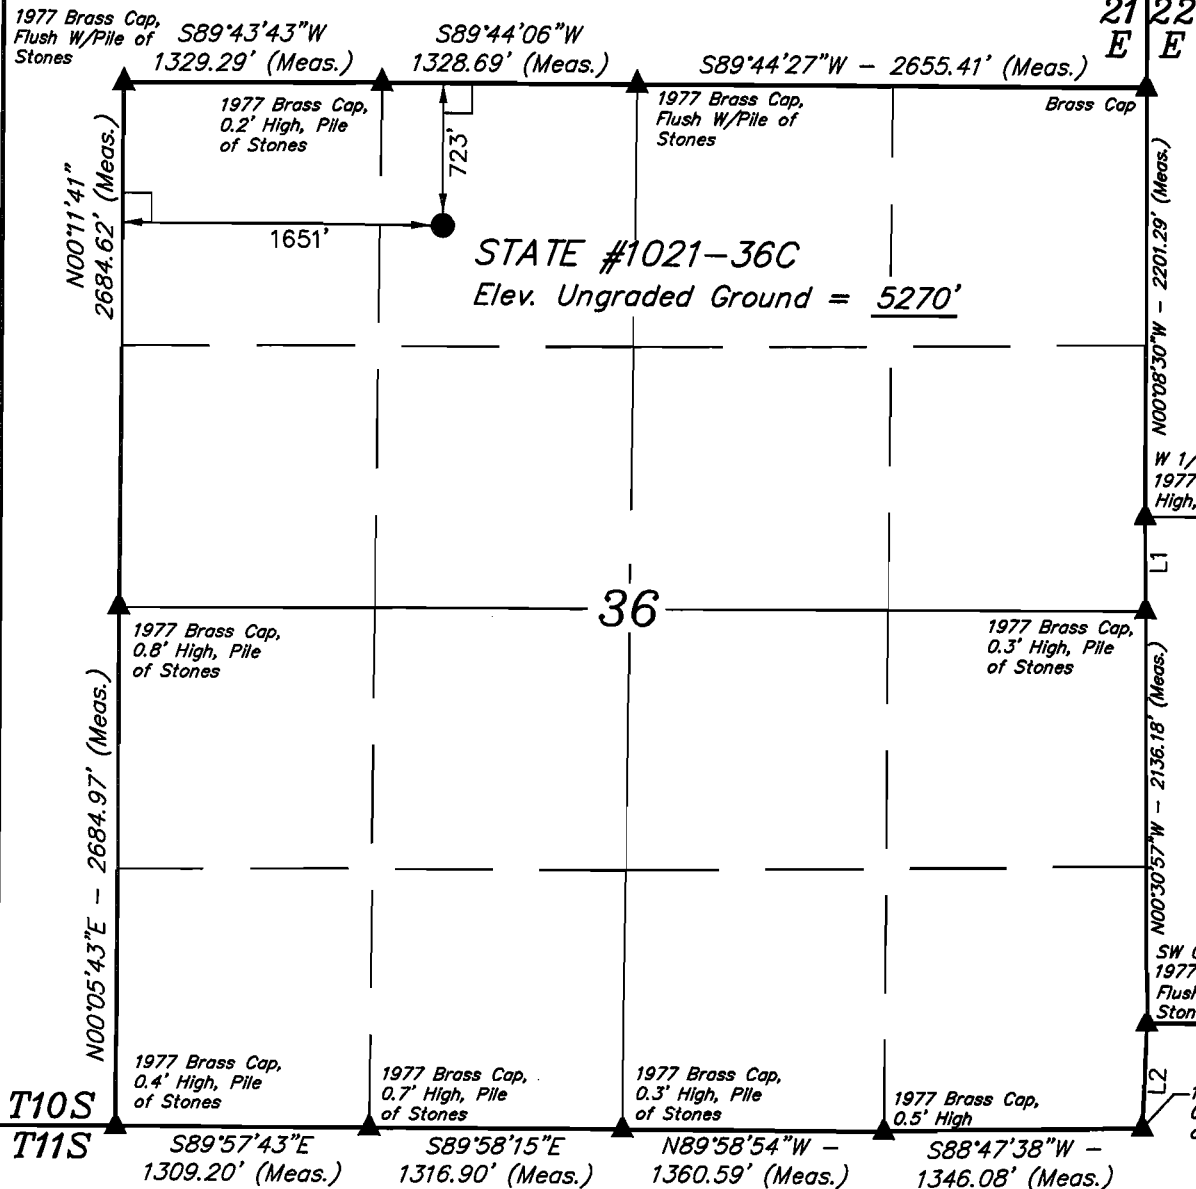 1977 Brass Cap,
Flush W/Pile of
Stones
S89°43'43"W
1329.29' (Meas.)
S89°44'06"W
1328.69' (Meas.)
S89°44'27"W - 2655.41' (Meas.)
21 22
E E
1977 Brass Cap,
0.2' High, Pile
of Stones
1977 Brass Cap,
Flush W/Pile of
Stones
Brass Cap
723'
N00°11'41"
2684.62' (Meas.)
1651'
STATE #1021-36C
Elev. Ungraded Ground = 5270'
N00°08'30"W - 2201.29' (Meas.)
W 1/
1977
High,
L1
36
1977 Brass Cap,
0.8' High, Pile
of Stones
1977 Brass Cap,
0.3' High, Pile
of Stones
N00°05'43"E - 2684.97' (Meas.)
N00°30'57"W - 2136.18' (Meas.)
SW
1977
Flush
Ston
L2
1977 Brass Cap,
0.4' High, Pile
of Stones
1977 Brass Cap,
0.7' High, Pile
of Stones
1977 Brass Cap,
0.3' High, Pile
of Stones
1977 Brass Cap,
0.5' High
T10S
T11S
S89°57'43"E
1309.20' (Meas.)
S89°58'15"E
1316.90' (Meas.)
N89°58'54"W -
1360.59' (Meas.)
S88°47'38"W -
1346.08' (Meas.)